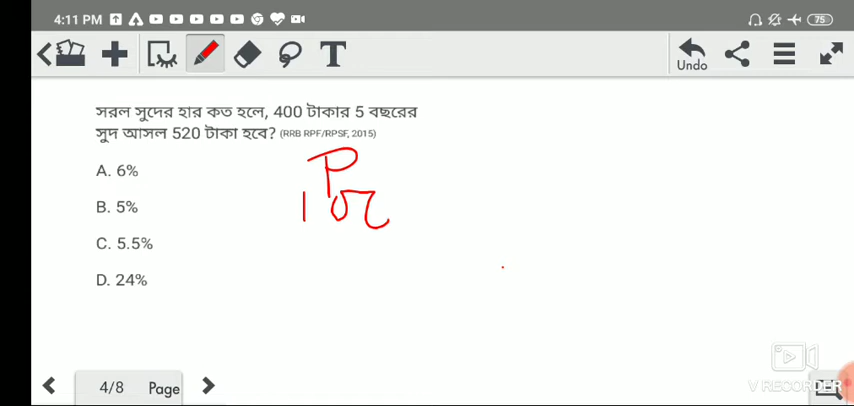 4:11 PM
75
T
Undo
সরল সুদের হার কত হলে, 400 টাকার 5 বছরের
সুদ আসল 520 টাকা হবে? (RRB RPF/RPSF, 2015)
P
A. 6%
B. 5%
C. 5.5%
D. 24%
4/8 Page
V RECORDER